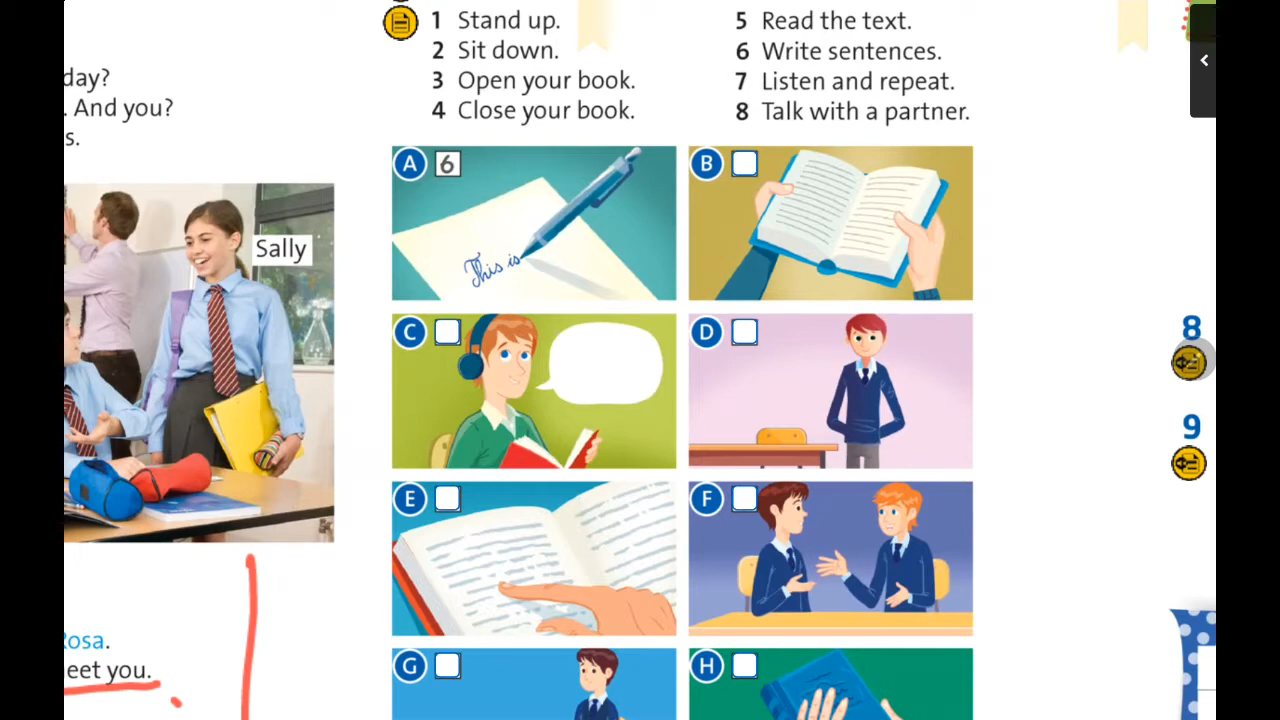 day?
. And you?
s.
Sally
Rosa.
eet you.
1 Stand up.
2 Sit down.
3 Open your book.
4 Close your book.
5 Read the text.
6 Write sentences.
7 Listen and repeat.
8 Talk with a partner.
A 6
This is
B
C
D
E
F
G
H
8
9